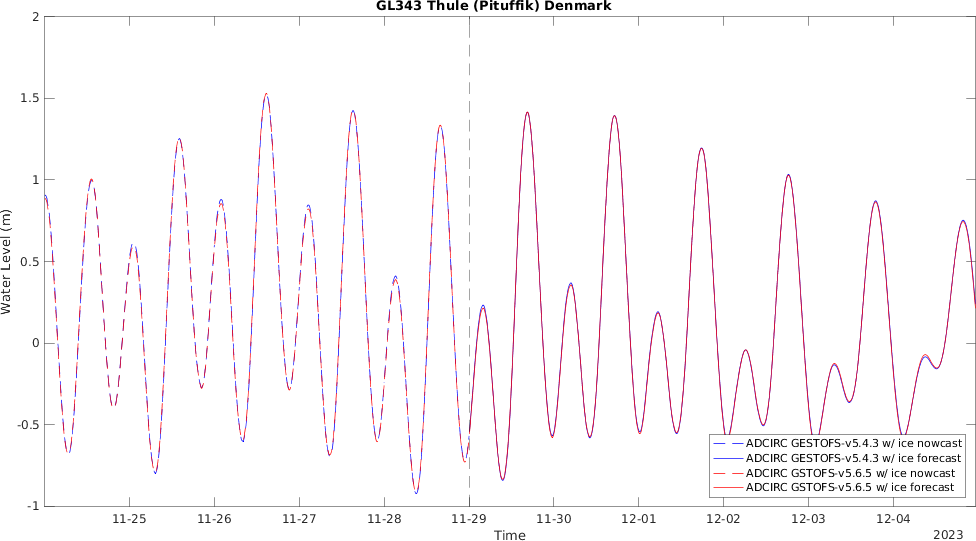 GL343 Thule (Pituffik) Denmark
2
1.5
1
0.5
0
-0.5
-1
Water Level (m)
ADCIRC GESTOFS-v5.4.3 w/ ice nowcast
ADCIRC GESTOFS-v5.4.3 w/ ice forecast
ADCIRC GSTOFS-v5.6.5 w/ ice nowcast
ADCIRC GSTOFS-v5.6.5 w/ ice forecast
11-25 11-26 11-27 11-28 11-29 11-30 12-01 12-02 12-03 12-04
Time
2023